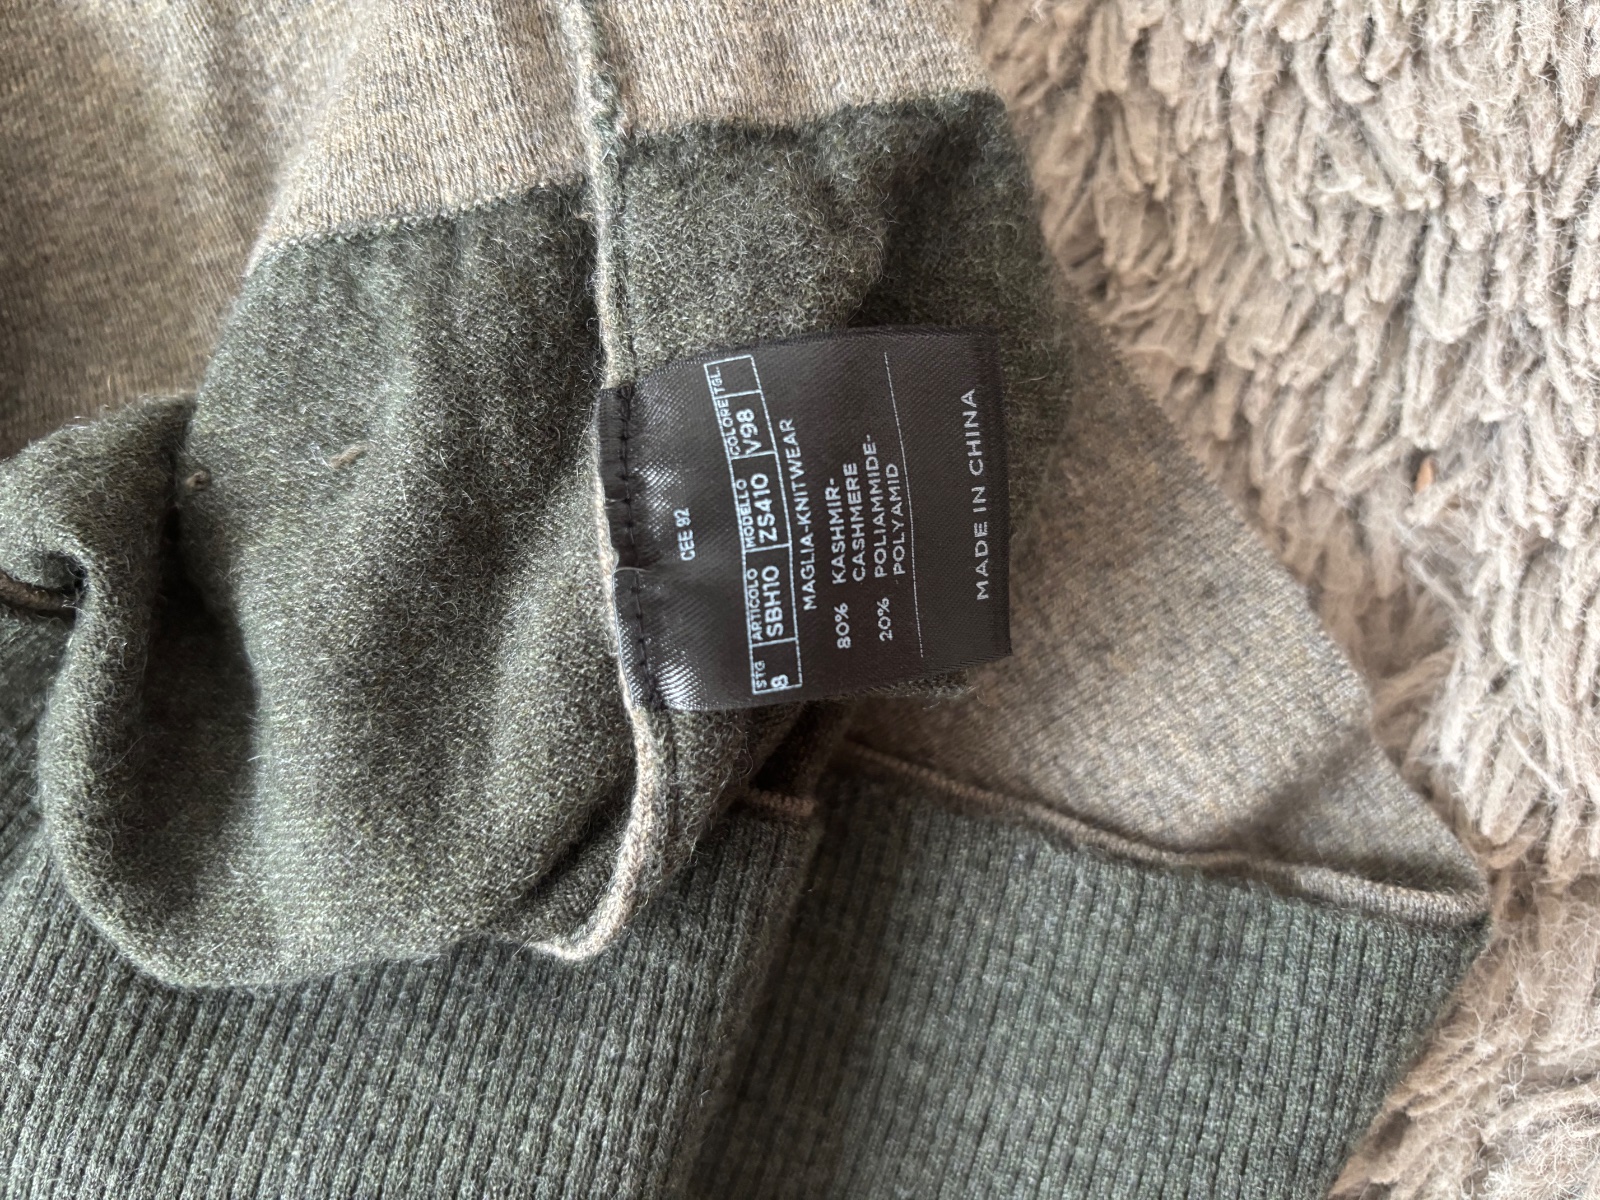 CEE 92
STG ARTICOLO MODELLO COLORE TGL.
8 SBH10 ZS410 V98
MAGLIA-KNITWEAR
80% KASHMIR-
CASHMERE
20% POLIAMMIDE-
POLYAMID
MADE IN CHINA